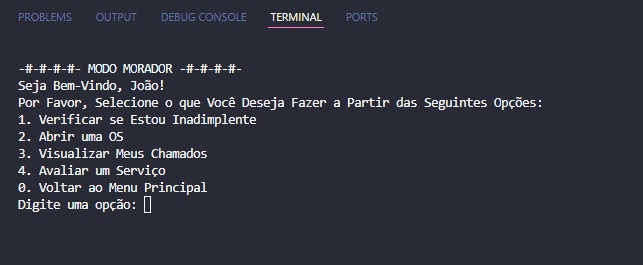 PROBLEMS OUTPUT DEBUG CONSOLE TERMINAL PORTS
-#-#-#-#- MODO MORADOR -#-#-#-#-
Seja Bem-Vindo, João!
Por Favor, Selecione o que Você Deseja Fazer a Partir das Seguintes Opções:
1. Verificar se Estou Inadimplente
2. Abrir uma OS
3. Visualizar Meus Chamados
4. Avaliar um Serviço
0. Voltar ao Menu Principal
Digite uma opção: